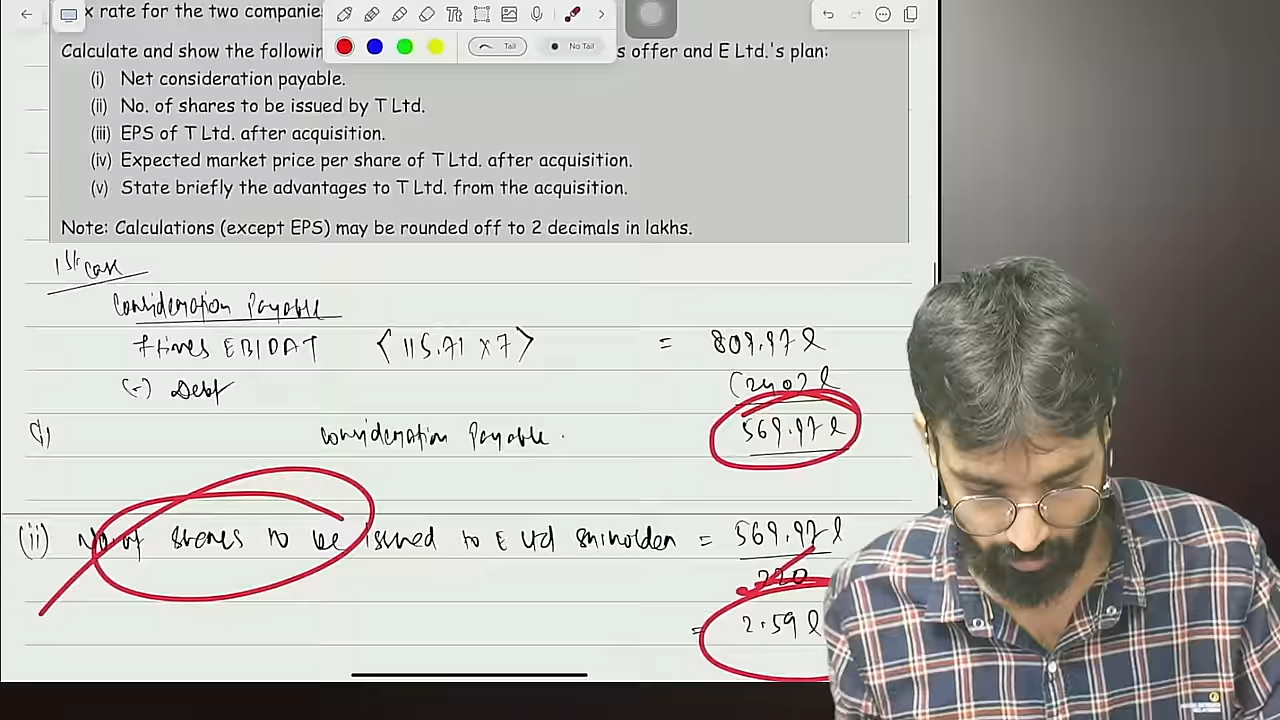 x rate for the two companie
Tt
Tail
No Tail
Calculate and show the followin s offer and E Ltd.'s plan:
(i) Net consideration payable.
(ii) No. of shares to be issued by T Ltd.
(iii) EPS of T Ltd. after acquisition.
(iv) Expected market price per share of T Ltd. after acquisition.
(v) State briefly the advantages to T Ltd. from the acquisition.
Note: Calculations (except EPS) may be rounded off to 2 decimals in lakhs.
1st case
Consideration Payable
7 times EBIDAT <115.71 x 7> = 809.97 l
(-) Debt (240) l
Consideration Payable. 569.97 l
(ii) No. of shares to be issued to E Ltd = 569.97 l
220
= 2.59 l